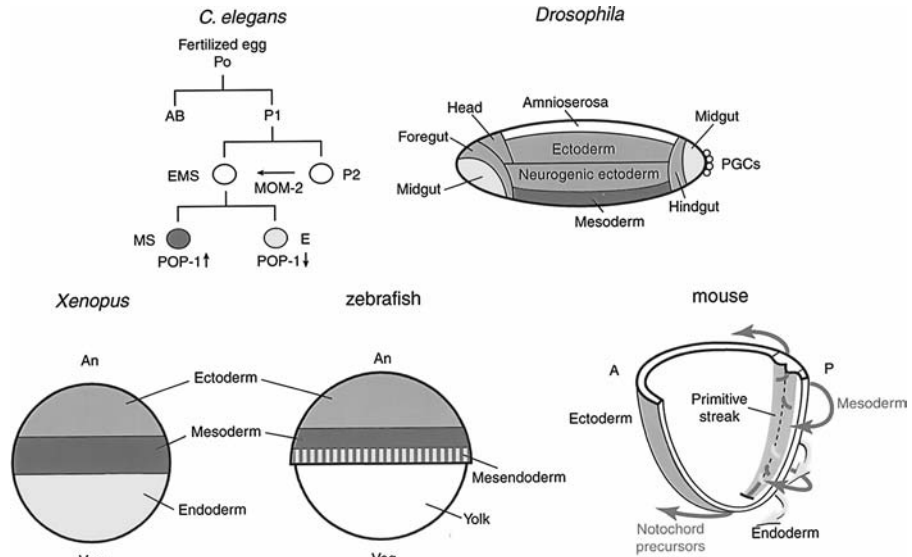 C. elegans
Fertilized egg
Po
AB
P1
EMS
MOM-2
P2
MS
E
POP-1↑
POP-1↓
Drosophila
Head
Amnioserosa
Midgut
Foregut
Ectoderm
PGCs
Neurogenic ectoderm
Midgut
Mesoderm
Hindgut
Xenopus
zebrafish
mouse
An
An
Ectoderm
Mesoderm
Endoderm
Mesendoderm
Yolk
A
P
Ectoderm
Primitive
streak
Mesoderm
Notochord
precursors
Endoderm